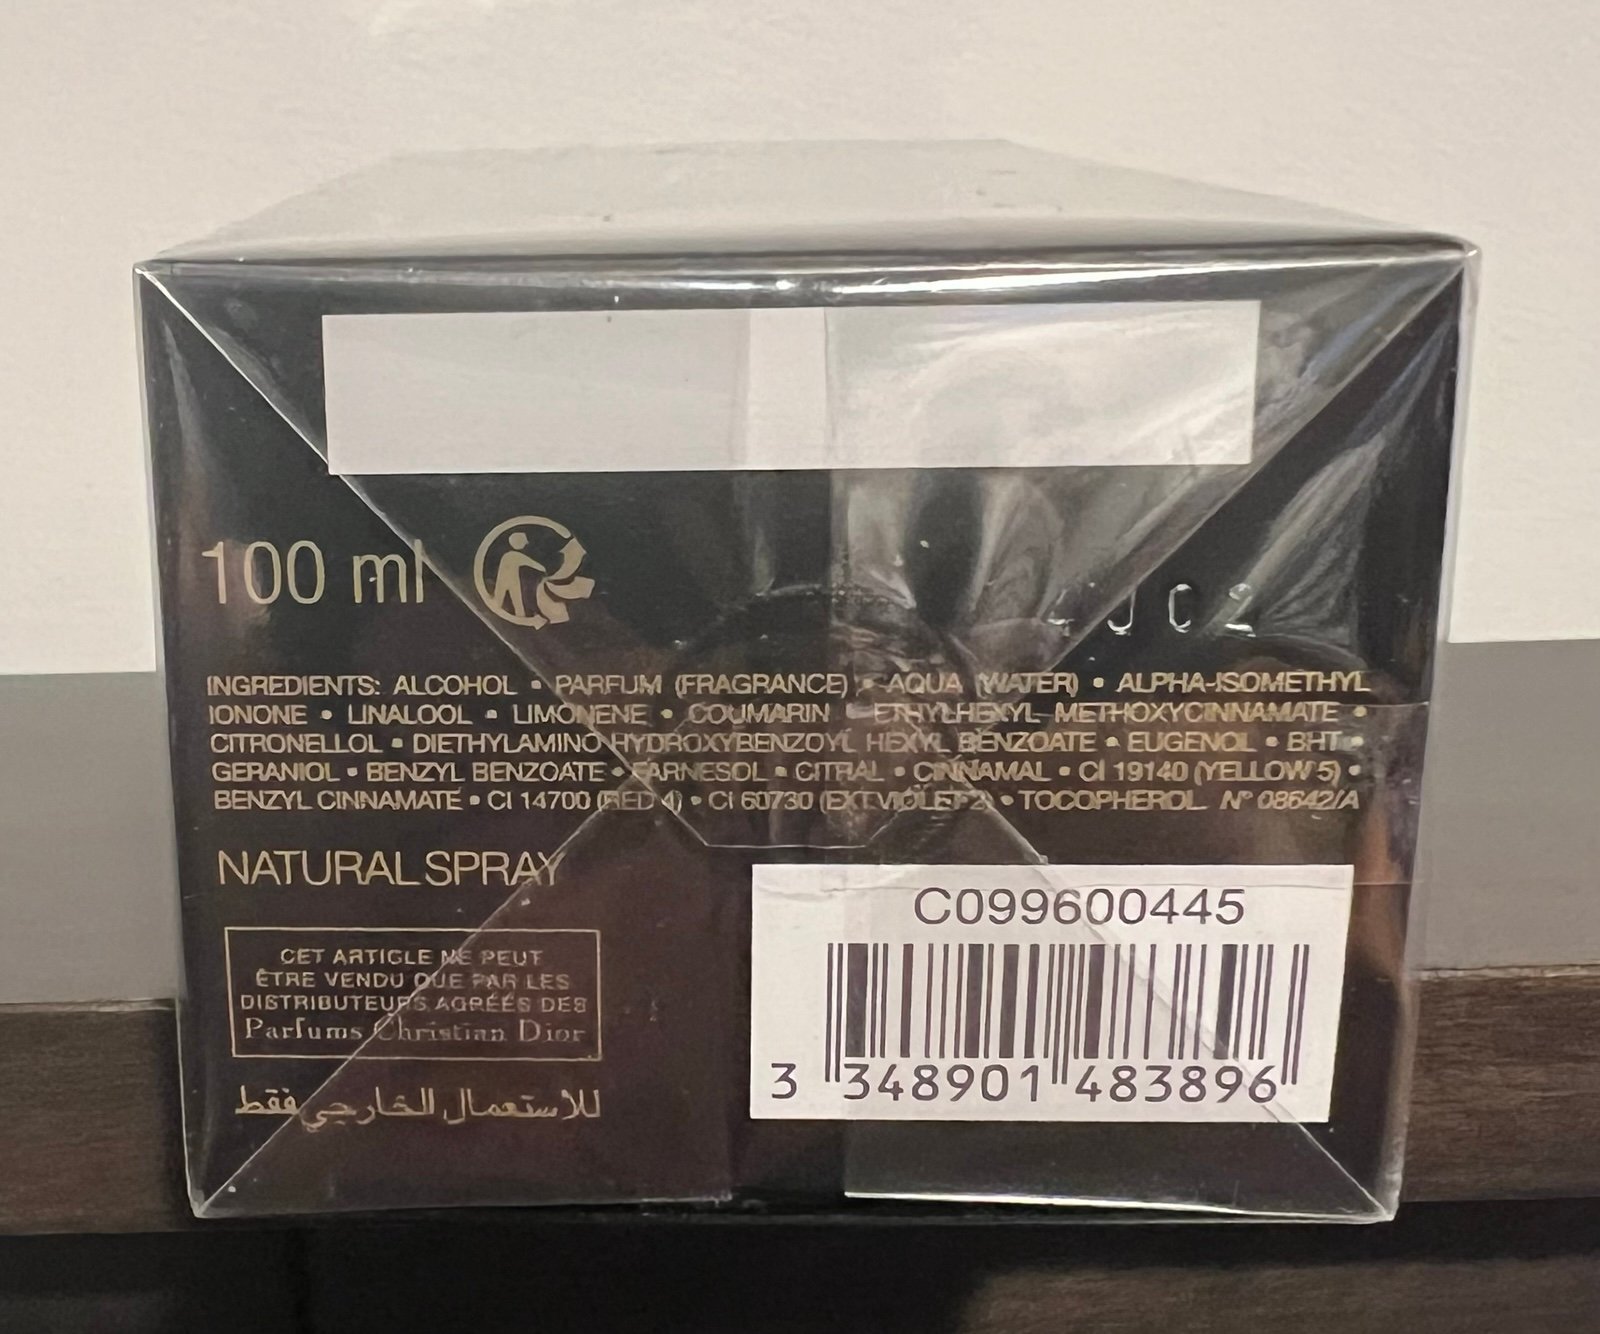 100 ml
JC2
INGREDIENTS: ALCOHOL • PARFUM (FRAGRANCE) • AQUA (WATER) • ALPHA-ISOMETHYL
IONONE • LINALOOL • LIMONENE • COUMARIN • ETHYLHEXYL METHOXYCINNAMATE •
CITRONELLOL • DIETHYLAMINO HYDROXYBENZOYL HEXYL BENZOATE • EUGENOL • BHT •
GERANIOL • BENZYL BENZOATE • FARNESOL • CITRAL • CINNAMAL • CI 19140 (YELLOW 5) •
BENZYL CINNAMATE • CI 14700 (RED 4) • CI 60730 (EXT. VIOLET 2) • TOCOPHEROL N° 08642/A
NATURAL SPRAY
CET ARTICLE NE PEUT
ÊTRE VENDU QUE PAR LES
DISTRIBUTEURS AGRÉÉS DES
Parfums Christian Dior
للاستعمال الخارجي فقط
C099600445
3 348901 483896